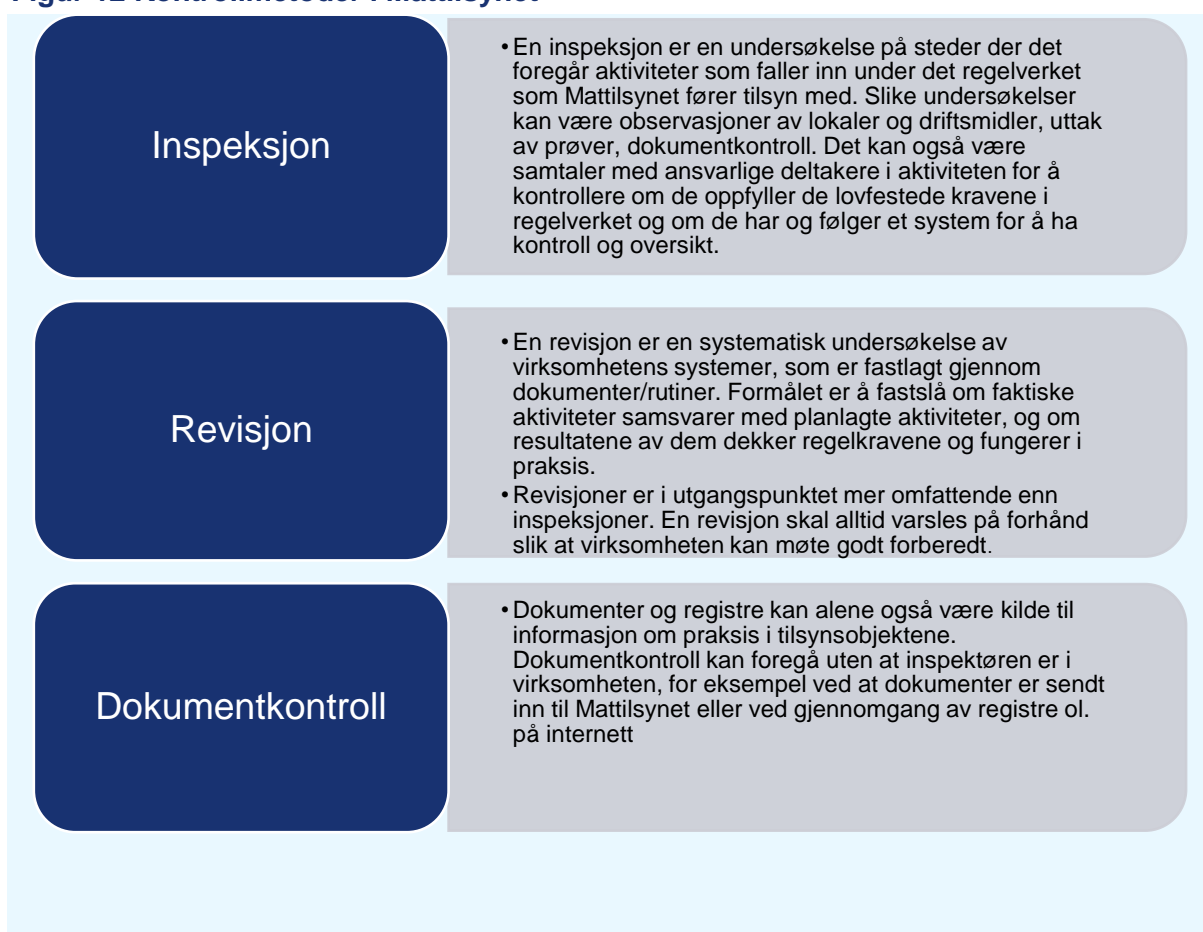 Inspeksjon
• En inspeksjon er en undersøkelse på steder der det
foregår aktiviteter som faller inn under det regelverket
som Mattilsynet fører tilsyn med. Slike undersøkelser
kan være observasjoner av lokaler og driftsmidler, uttak
av prøver, dokumentkontroll. Det kan også være
samtaler med ansvarlige deltakere i aktiviteten for å
kontrollere om de oppfyller de lovfestede kravene i
regelverket og om de har og følger et system for å ha
kontroll og oversikt.
Revisjon
• En revisjon er en systematisk undersøkelse av
virksomhetens systemer, som er fastlagt gjennom
dokumenter/rutiner. Formålet er å fastslå om faktiske
aktiviteter samsvarer med planlagte aktiviteter, og om
resultatene av dem dekker regelkravene og fungerer i
praksis.
• Revisjoner er i utgangspunktet mer omfattende enn
inspeksjoner. En revisjon skal alltid varsles på forhånd
slik at virksomheten kan møte godt forberedt.
Dokumentkontroll
• Dokumenter og registre kan alene også være kilde til
informasjon om praksis i tilsynsobjektene.
Dokumentkontroll kan foregå uten at inspektøren er i
virksomheten, for eksempel ved at dokumenter er sendt
inn til Mattilsynet eller ved gjennomgang av registre ol.
på internett